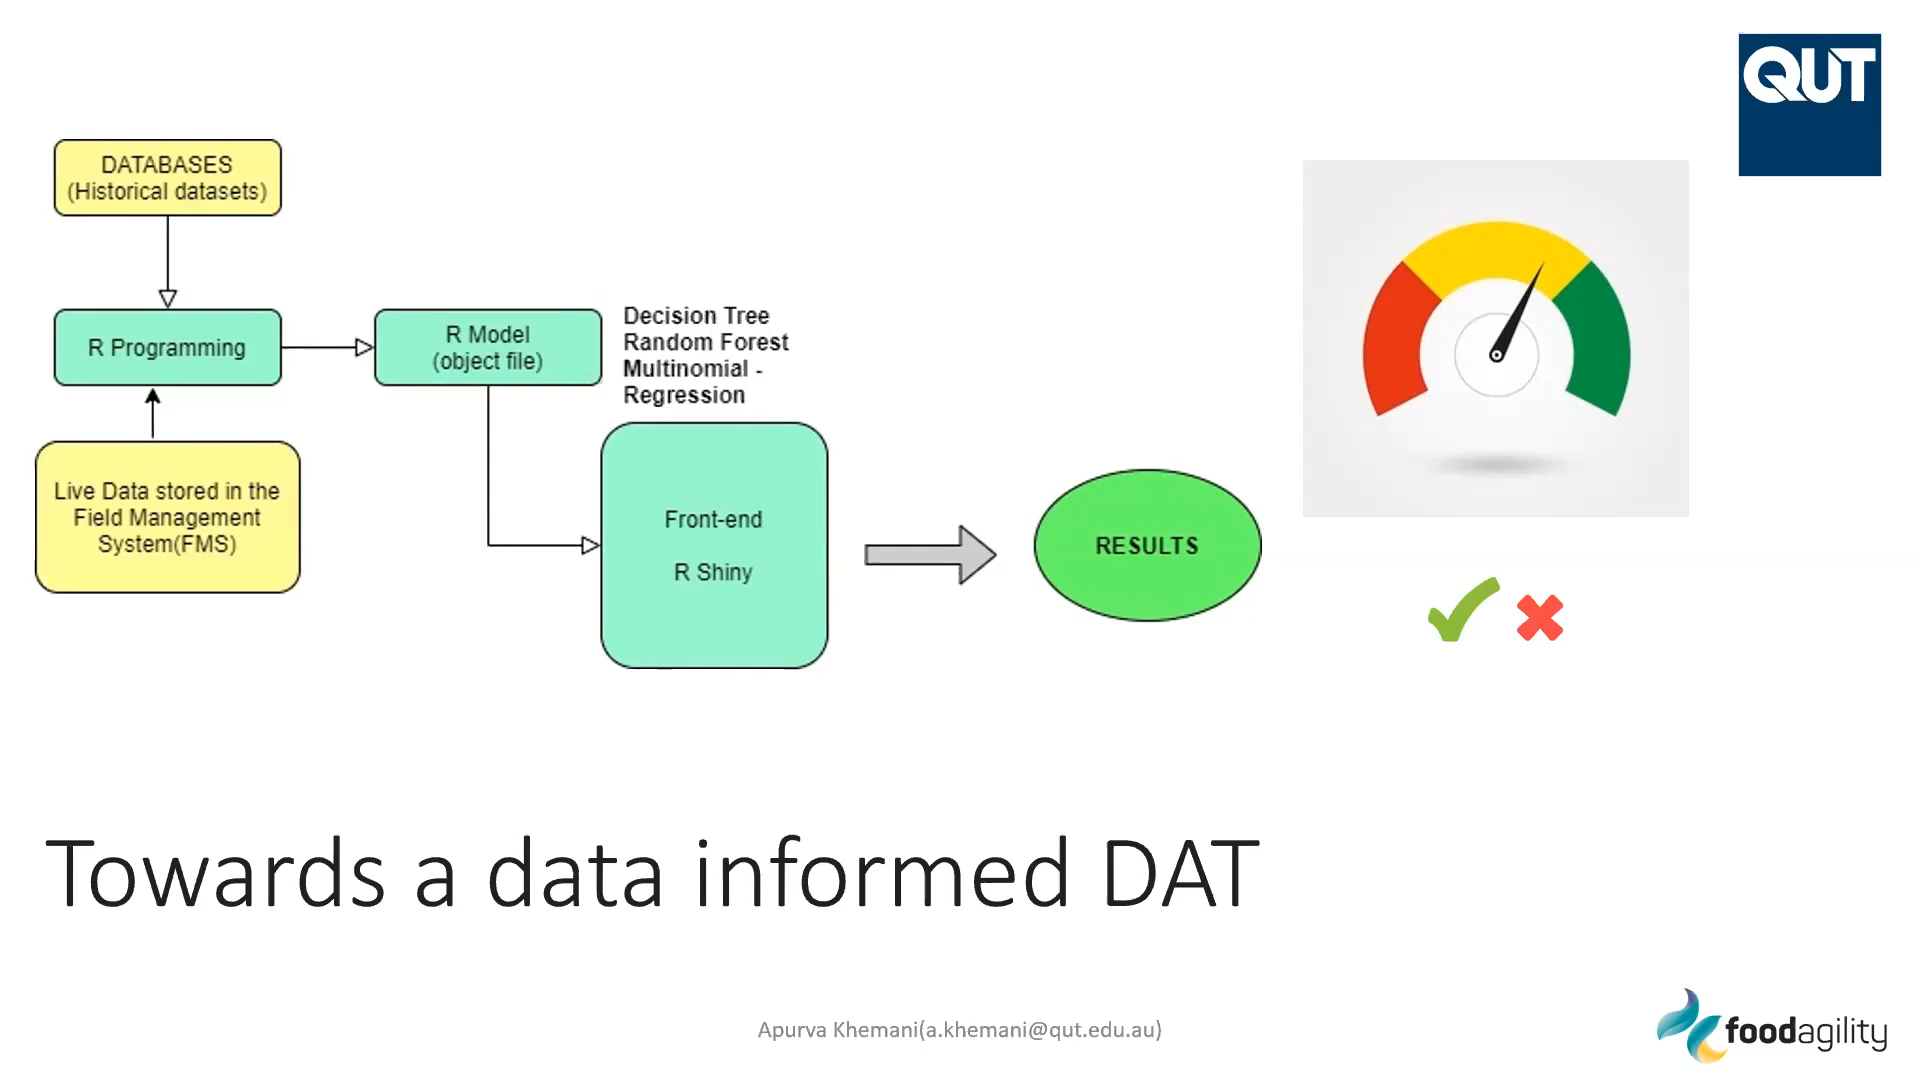 QUT
DATABASES
(Historical datasets)
R Programming
R Model
(object file)
Decision Tree
Random Forest
Multinomial -
Regression
Live Data stored in the
Field Management
System(FMS)
Front-end
R Shiny
RESULTS
Towards a data informed DAT
Apurva Khemani(a.khemani@qut.edu.au)
foodagility